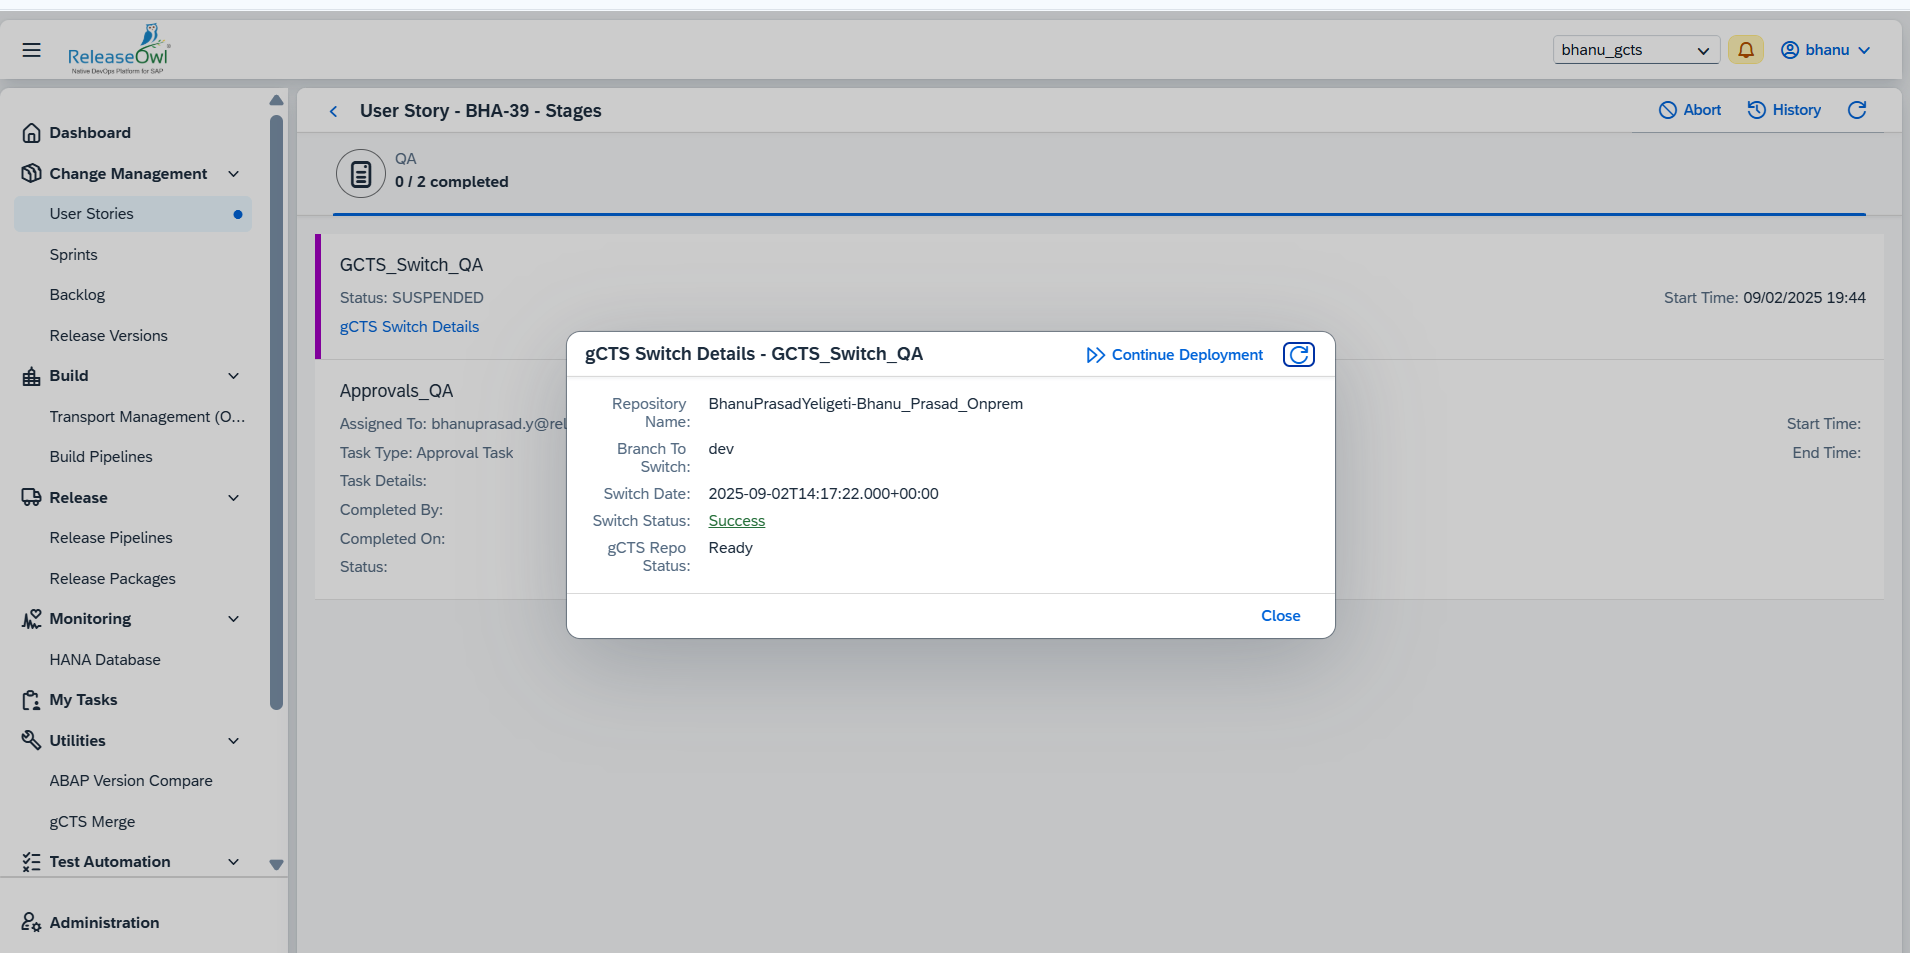 ReleaseOwl
Native DevOps Platform for SAP
bhanu_gcts
bhanu
Dashboard
Change Management
User Stories
Sprints
Backlog
Release Versions
Build
Transport Management (O...
Build Pipelines
Release
Release Pipelines
Release Packages
Monitoring
HANA Database
My Tasks
Utilities
ABAP Version Compare
gCTS Merge
Test Automation
Administration
User Story - BHA-39 - Stages
Abort
History
QA
0 / 2 completed
GCTS_Switch_QA
Status: SUSPENDED
Start Time: 09/02/2025 19:44
gCTS Switch Details
Approvals_QA
Assigned To: bhanuprasad.y@rel
Start Time:
Task Type: Approval Task
End Time:
Task Details:
Completed By:
Completed On:
Status:
gCTS Switch Details - GCTS_Switch_QA
Continue Deployment
Repository Name: BhanuPrasadYeligeti-Bhanu_Prasad_Onprem
Branch To Switch: dev
Switch Date: 2025-09-02T14:17:22.000+00:00
Switch Status: Success
gCTS Repo Status: Ready
Close